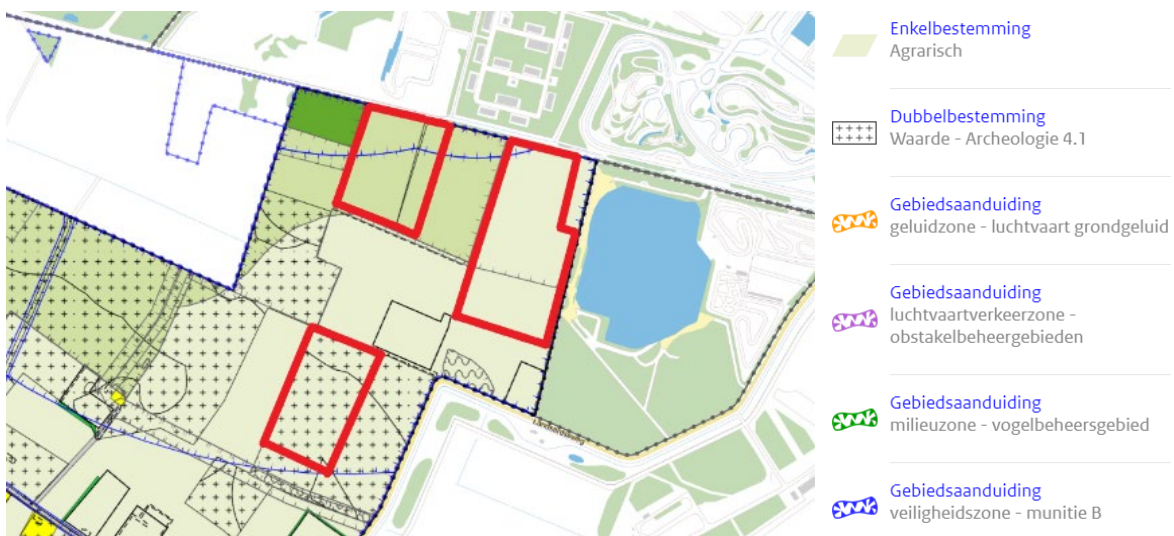 Enkelbestemming
Agrarisch
Dubbelbestemming
Waarde - Archeologie 4.1
Gebiedsaanduiding
geluidzone - luchtvaart grondgeluid
Gebiedsaanduiding
luchtvaartverkeerzone -
obstakelbeheergebieden
Gebiedsaanduiding
milieuzone - vogelbeheersgebied
Gebiedsaanduiding
veiligheidszone - munitie B